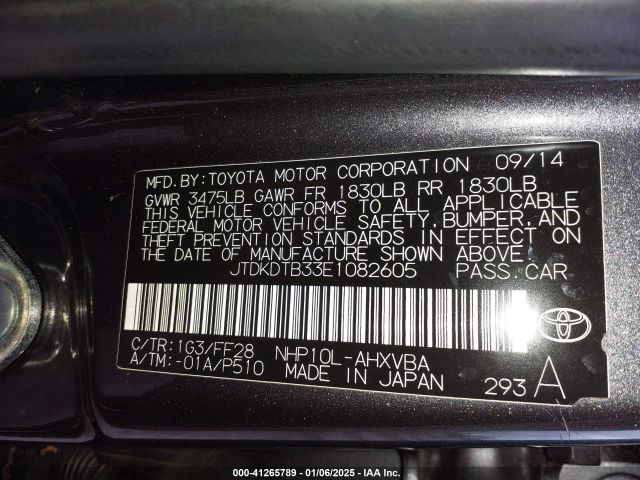 MFD.BY:TOYOTA MOTOR CORPORATION 09/14
GVWR 3475LB GAWR FR 1830LB RR 1830LB
THIS VEHICLE CONFORMS TO ALL APPLICABLE
FEDERAL MOTOR VEHICLE SAFETY,BUMPER,AND
THEFT PREVENTION STANDARDS IN EFFECT ON
THE DATE OF MANUFACTURE SHOWN ABOVE.
JTDKDTB33E1082605 PASS.CAR
C/TR:1G3/FF28 NHP10L-AHXVBA
A/TM:-01A/P510 MADE IN JAPAN 293 A
000-41265789 - 01/06/2025 - IAA Inc.